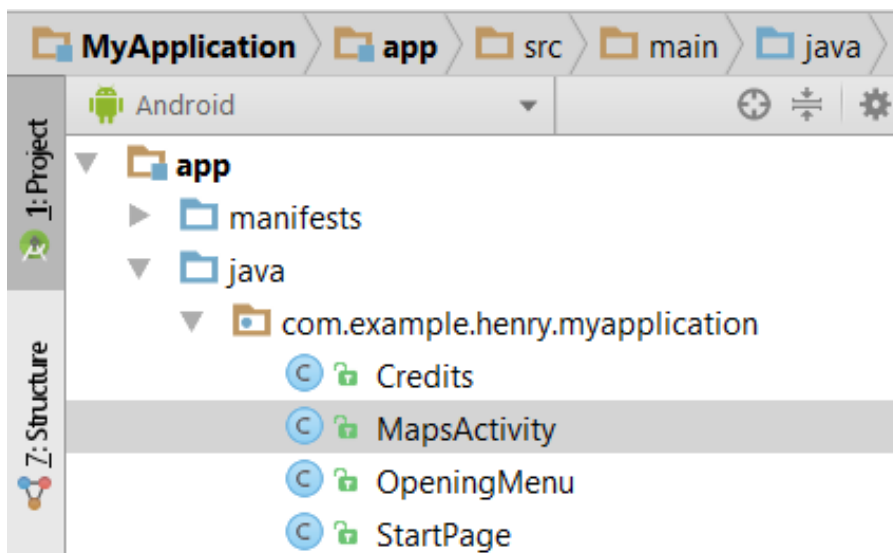 MyApplication app src main java
Android
1: Project
app
manifests
java
com.example.henry.myapplication
C Credits
C MapsActivity
C OpeningMenu
C StartPage
7: Structure